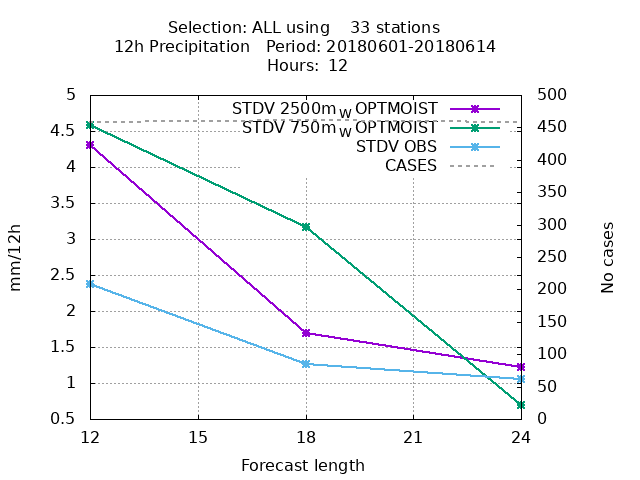 Selection: ALL using 33 stations
12h Precipitation Period: 20180601-20180614
Hours: 12
5 500
STDV 2500m_W OPTMOIST
4.5 450
STDV 750m_W OPTMOIST
STDV OBS
4 400
CASES
3.5 350
3 300
2.5 250
2 200
1.5 150
1 100
50
0.5 0
mm/12h
No cases
12 15 18 21 24
Forecast length